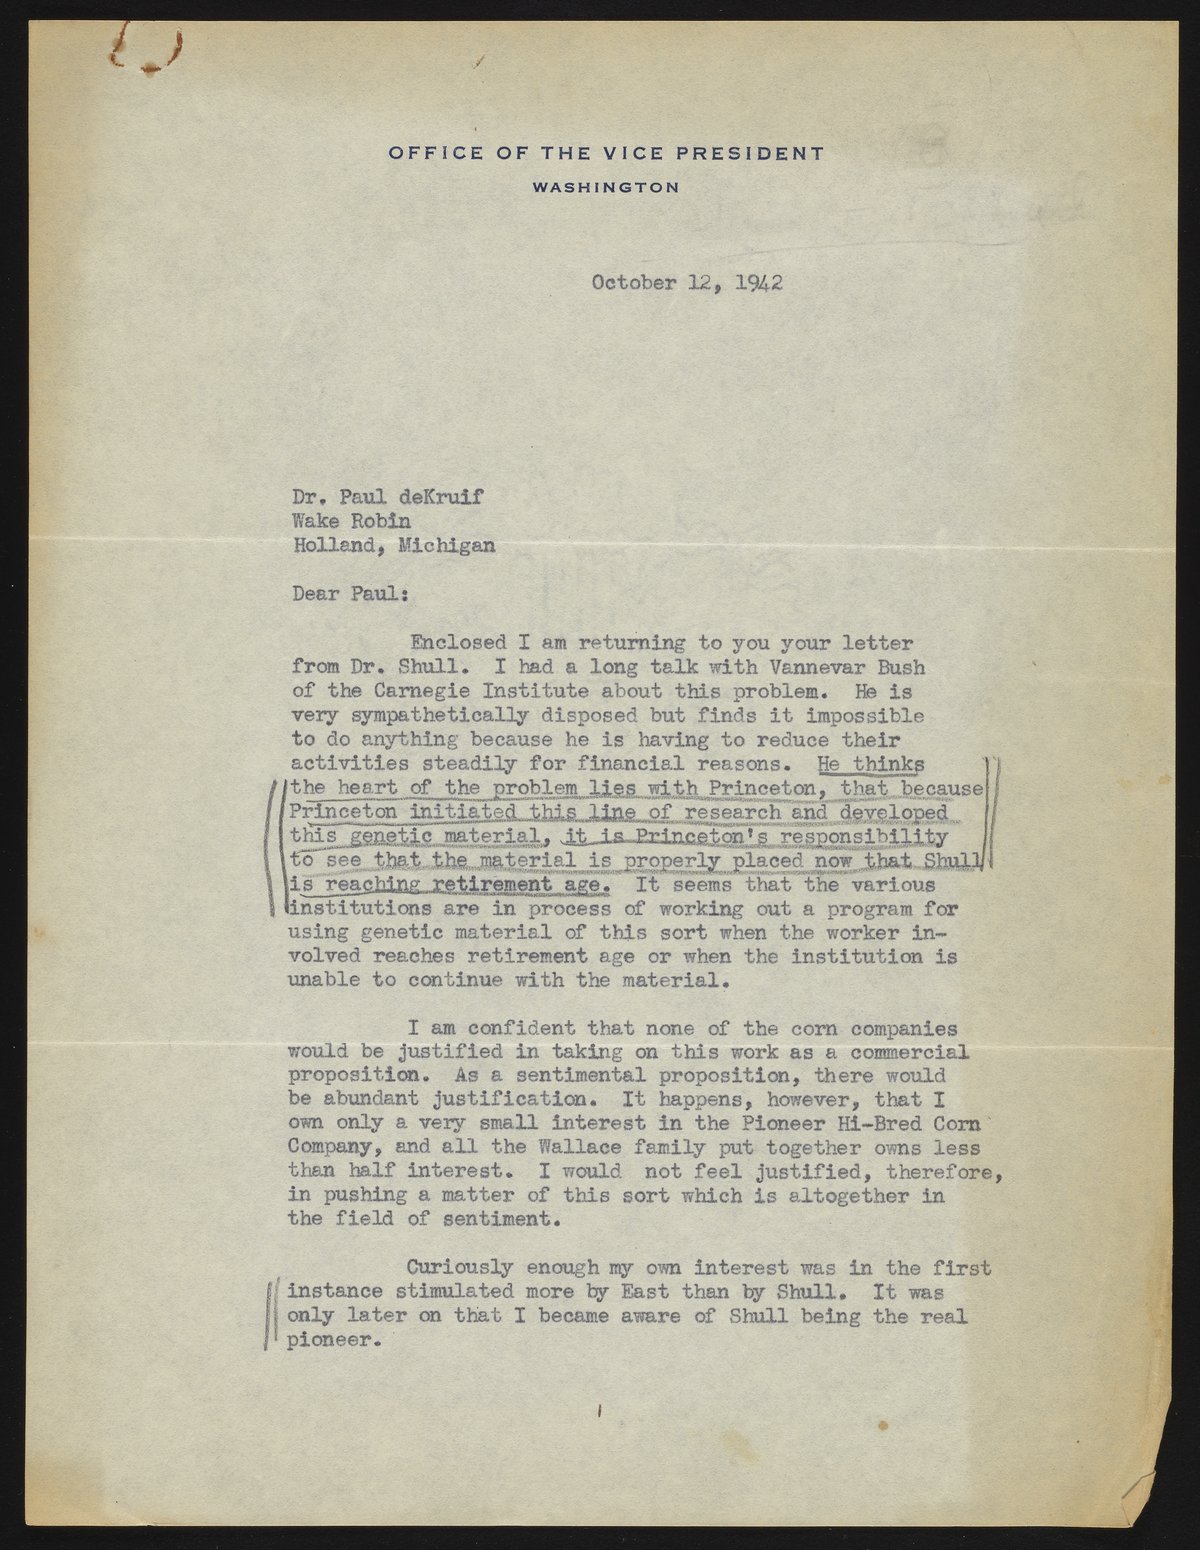 OFFICE OF THE VICE PRESIDENT
WASHINGTON
October 12, 1942
Dr. Paul deKruif
Wake Robin
Holland, Michigan
Dear Paul:
Enclosed I am returning to you your letter
from Dr. Shull. I had a long talk with Vannevar Bush
of the Carnegie Institute about this problem. He is
very sympathetically disposed but finds it impossible
to do anything because he is having to reduce their
activities steadily for financial reasons. He thinks
the heart of the problem lies with Princeton, that because
Princeton initiated this line of research and developed
this genetic material, it is Princeton's responsibility
to see that the material is properly placed now that Shull
is reaching retirement age. It seems that the various
institutions are in process of working out a program for
using genetic material of this sort when the worker in-
volved reaches retirement age or when the institution is
unable to continue with the material.
I am confident that none of the corn companies
would be justified in taking on this work as a commercial
proposition. As a sentimental proposition, there would
be abundant justification. It happens, however, that I
own only a very small interest in the Pioneer Hi-Bred Corn
Company, and all the Wallace family put together owns less
than half interest. I would not feel justified, therefore,
in pushing a matter of this sort which is altogether in
the field of sentiment.
Curiously enough my own interest was in the first
instance stimulated more by East than by Shull. It was
only later on that I became aware of Shull being the real
pioneer.